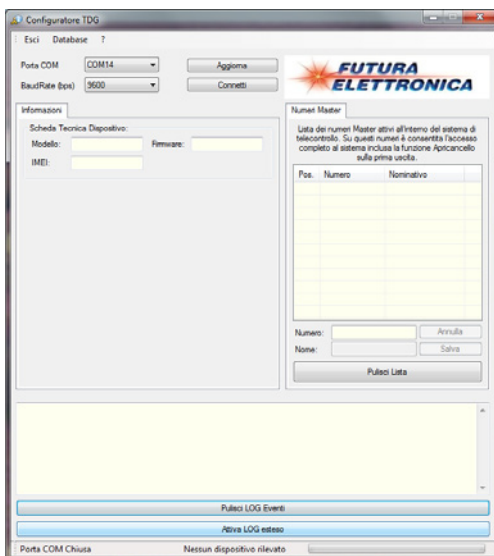 Configuratore TDG
Esci Database ?
Porta COM COM14 Aggiorna
BaudRate (bps) 9600 Connetti
FUTURA
ELETTRONICA
Informazioni
Scheda Tecnica Dispositivo:
Modello: Firmware:
IMEI:
Numeri Master
Lista dei numeri Master attivi all'interno del sistema di
telecontrollo. Su questi numeri è consentita l'accesso
completo al sistema inclusa la funzione Apricancello
sulla prima uscita.
Pos. Numero Nominativo
Numero: Annulla
Nome: Salva
Pulisci Lista
Pulisci LOG Eventi
Attiva LOG esteso
Porta COM Chiusa Nessun dispositivo rilevato